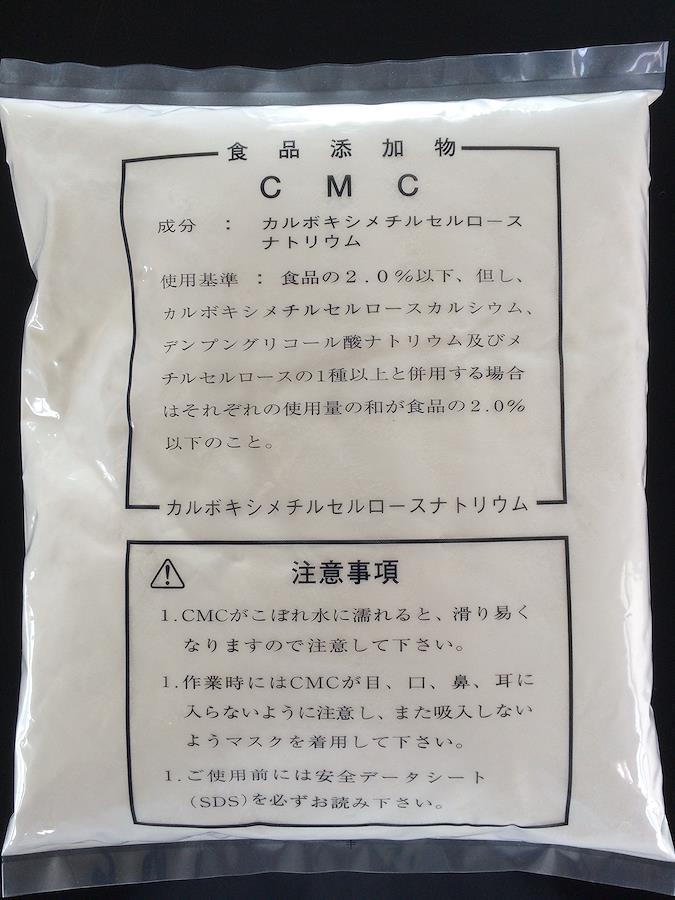 食品添加物
CMC
成分 : カルボキシメチルセルロース
ナトリウム
使用基準 : 食品の2.0%以下、但し、
カルボキシメチルセルロースカルシウム、
デンプングリコール酸ナトリウム及びメ
チルセルロースの1種以上と併用する場合
はそれぞれの使用量の和が食品の2.0%
以下のこと。
カルボキシメチルセルロースナトリウム
注意事項
1.CMCがこぼれ水に濡れると、滑り易く
なりますので注意して下さい。
1.作業時にはCMCが目、口、鼻、耳に
入らないように注意し、また吸入しない
ようマスクを着用して下さい。
1.ご使用前には安全データシート
(SDS)を必ずお読み下さい。